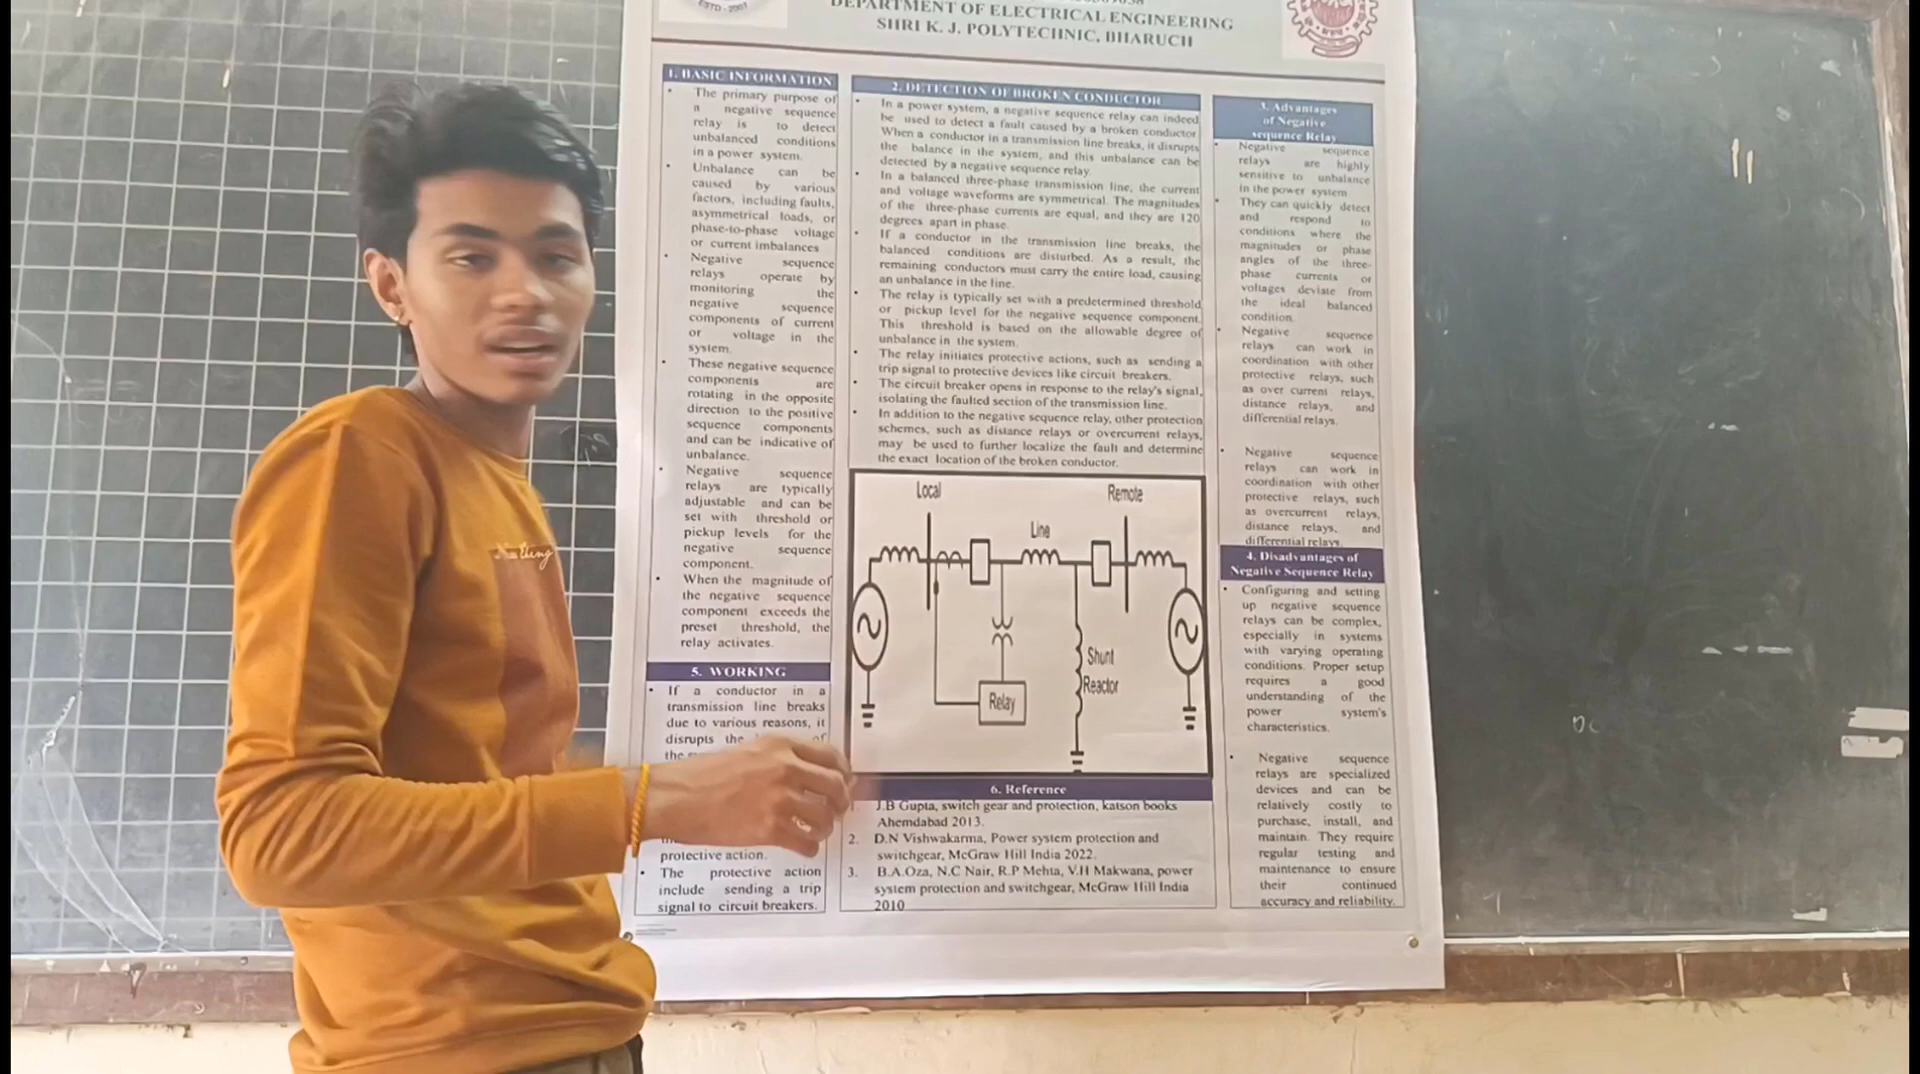 ESTD - 2007
DEPARTMENT OF ELECTRICAL ENGINEERING
SHRI K. J. POLYTECHNIC, BHARUCH
1. BASIC INFORMATION
• The primary purpose of
a negative sequence
relay is to detect
unbalanced conditions
in a power system.
• Unbalance can be
caused by various
factors, including faults,
asymmetrical loads, or
phase-to-phase voltage
or current imbalances
• Negative sequence
relays operate by
monitoring the
negative sequence
components of current
or voltage in the
system.
• These negative sequence
components are
rotating in the opposite
direction to the positive
sequence components
and can be indicative of
unbalance.
• Negative sequence
relays are typically
adjustable and can be
set with threshold or
pickup levels for the
negative sequence
component.
• When the magnitude of
the negative sequence
component exceeds the
preset threshold, the
relay activates.
5. WORKING
• If a conductor in a
transmission line breaks
due to various reasons, it
disrupts the of
the
protective action.
• The protective action
include sending a trip
signal to circuit breakers.
2. DETECTION OF BROKEN CONDUCTOR
• In a power system, a negative sequence relay can indeed
be used to detect a fault caused by a broken conductor
When a conductor in a transmission line breaks, it disrupts
the balance in the system, and this unbalance can be
detected by a negative sequence relay.
• In a balanced three-phase transmission line, the current
and voltage waveforms are symmetrical. The magnitudes
of the three-phase currents are equal, and they are 120
degrees apart in phase.
• If a conductor in the transmission line breaks, the
balanced conditions are disturbed. As a result, the
remaining conductors must carry the entire load, causing
an unbalance in the line.
• The relay is typically set with a predetermined threshold
or pickup level for the negative sequence component.
This threshold is based on the allowable degree of
unbalance in the system.
• The relay initiates protective actions, such as sending a
trip signal to protective devices like circuit breakers.
• The circuit breaker opens in response to the relay's signal,
isolating the faulted section of the transmission line.
• In addition to the negative sequence relay, other protection
schemes, such as distance relays or overcurrent relays,
may be used to further localize the fault and determine
the exact location of the broken conductor.
Local
Remote
Line
Shunt
Reactor
Relay
6. Reference
J.B Gupta, switch gear and protection, katson books
Ahemdabad 2013.
2. D.N Vishwakarma, Power system protection and
switchgear, McGraw Hill India 2022.
3. B.A.Oza, N.C Nair, R.P Mehta, V.H Makwana, power
system protection and switchgear, McGraw Hill India
2010
3. Advantages
of Negative
sequence Relay
• Negative sequence
relays are highly
sensitive to unbalance
in the power system
• They can quickly detect
and respond to
conditions where the
magnitudes or phase
angles of the three-
phase currents or
voltages deviate from
the ideal balanced
condition.
• Negative sequence
relays can work in
coordination with other
protective relays, such
as over current relays,
distance relays, and
differential relays.
• Negative sequence
relays can work in
coordination with other
protective relays, such
as overcurrent relays,
distance relays, and
differential relays.
4. Disadvantages of
Negative Sequence Relay
• Configuring and setting
up negative sequence
relays can be complex,
especially in systems
with varying operating
conditions. Proper setup
requires a good
understanding of the
power system's
characteristics.
• Negative sequence
relays are specialized
devices and can be
relatively costly to
purchase, install, and
maintain. They require
regular testing and
maintenance to ensure
their continued
accuracy and reliability.